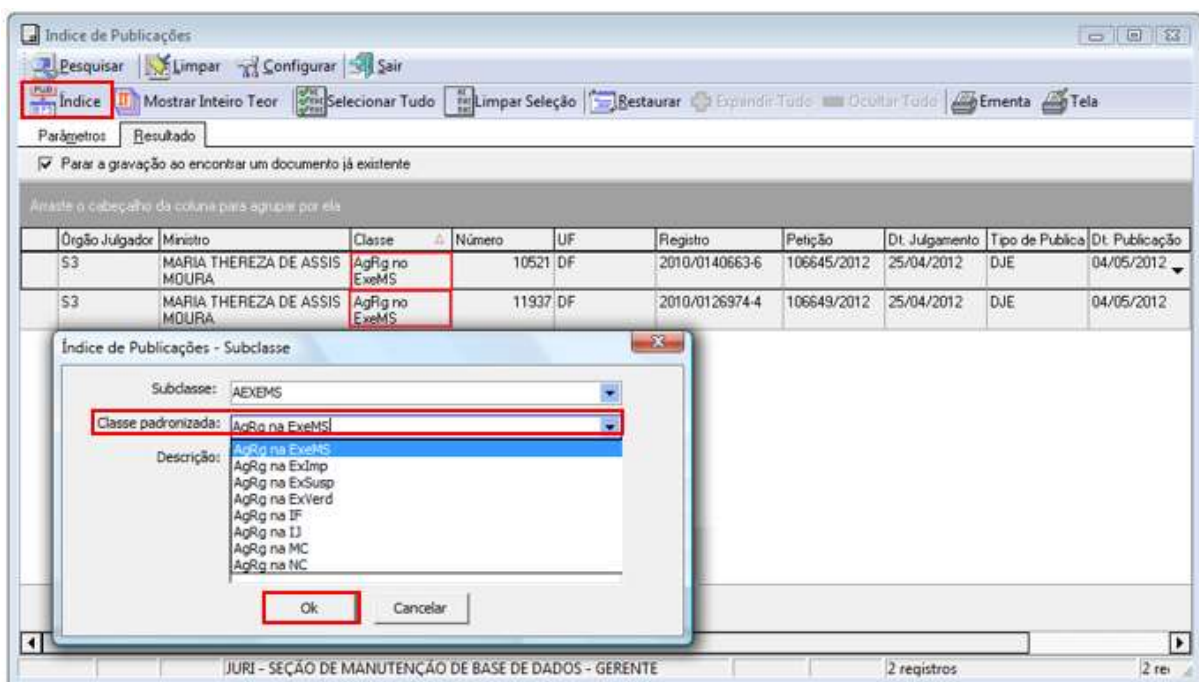 Indice de Publicações
Pesquisar Limpar Configurar Sair
Índice Mostrar Inteiro Teor Selecionar Tudo Limpar Seleção Restaurar Expandir Tudo Ocultar Tudo Ementa Tela
Parâmetros Resultado
Parar a gravação ao encontrar um documento já existente
Arraste o cabeçalho da coluna para agrupar por ela
Órgão Julgador Ministro Classe Número UF Registro Petição Dt. Julgamento Tipo de Publica Dt. Publicação
S3 MARIA THEREZA DE ASSIS MOURA AgRg no ExeMS 10521 DF 2010/0140663-6 106645/2012 25/04/2012 DJE 04/05/2012
S3 MARIA THEREZA DE ASSIS MOURA AgRg no ExeMS 11937 DF 2010/0126974-4 106649/2012 25/04/2012 DJE 04/05/2012
Índice de Publicações - Subclasse
Subclasse: AEXEMS
Classe padronizada: AgRg na ExeMS
Descrição:
AgRg na ExeMS
AgRg na ExImp
AgRg na ExSusp
AgRg na ExVerd
AgRg na IF
AgRg na IJ
AgRg na MC
AgRg na NC
Ok Cancelar
JURI - SEÇÃO DE MANUTENÇÃO DE BASE DE DADOS - GERENTE 2 registros 2 re